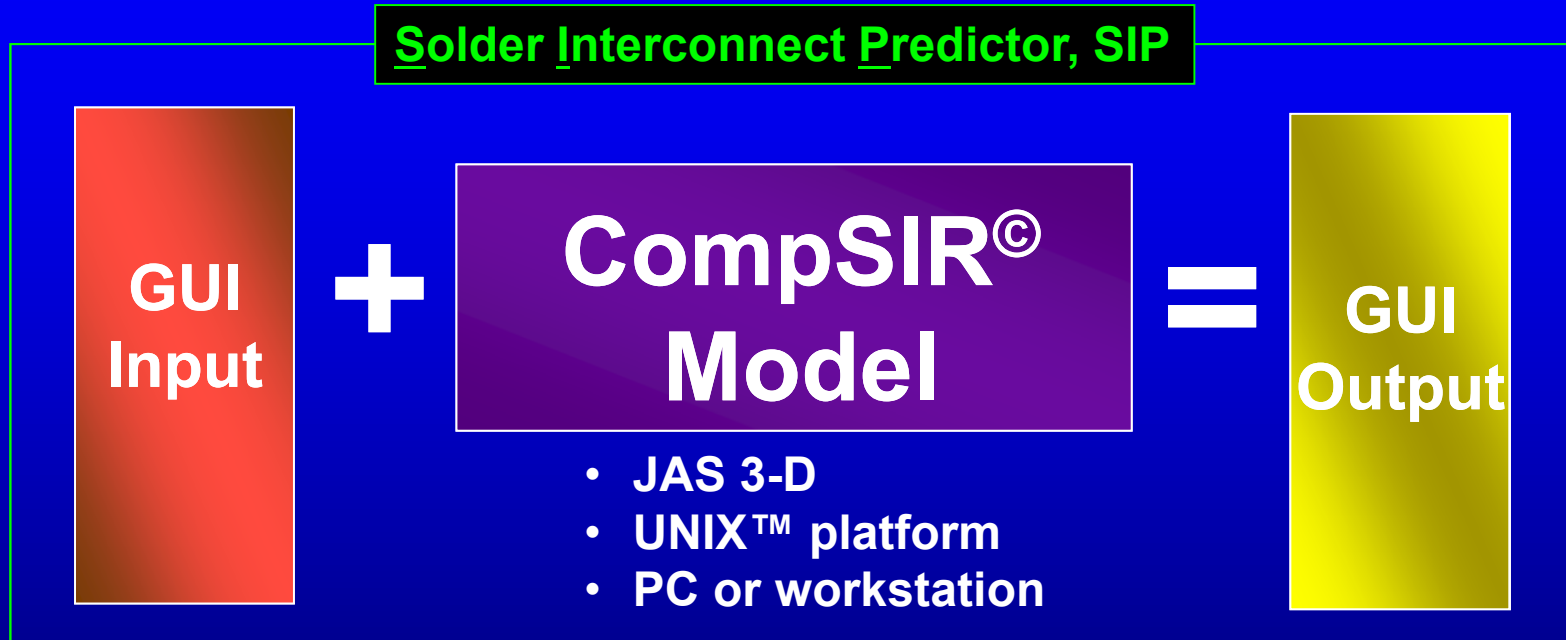 Solder Interconnect Predictor, SIP
GUI
Input
+
CompSIR©
Model
=
GUI
Output
• JAS 3-D
• UNIX™ platform
• PC or workstation